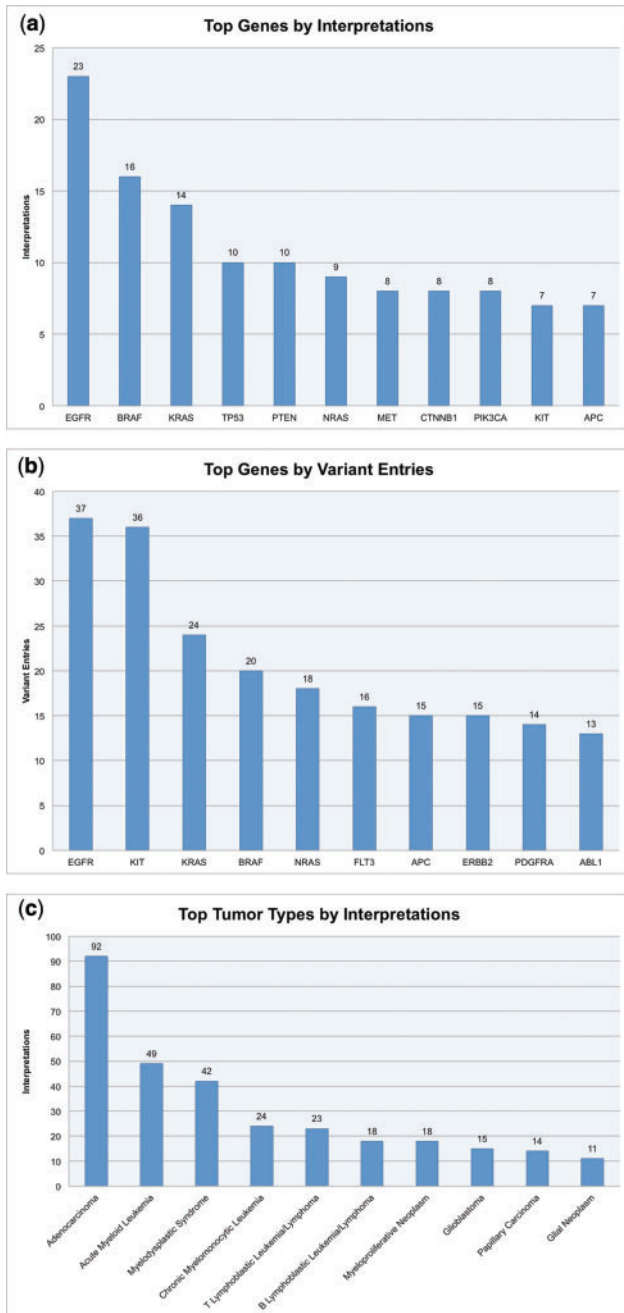 (a)
Top Genes by Interpretations
25
20
15
10
5
0
Interpretations
23
16
14
10
10
9
8
8
8
7
7
EGFR BRAF KRAS TP53 PTEN NRAS MET CTNNB1 PIK3CA KIT APC
(b)
Top Genes by Variant Entries
40
35
30
25
20
15
10
5
0
Variant Entries
37
36
24
20
18
16
15
15
14
13
EGFR KIT KRAS BRAF NRAS FLT3 APC ERBB2 PDGFRA ABL1
(c)
Top Tumor Types by Interpretations
100
90
80
70
60
50
40
30
20
10
0
Interpretations
92
49
42
24
23
18
18
15
14
11
Adenocarcinoma
Acute Myeloid Leukemia
Myelodysplastic Syndrome
Chronic Myelomonocytic Leukemia
T Lymphoblastic Leukemia/Lymphoma
B Lymphoblastic Leukemia/Lymphoma
Myeloproliferative Neoplasm
Glioblastoma
Papillary Carcinoma
Glial Neoplasm